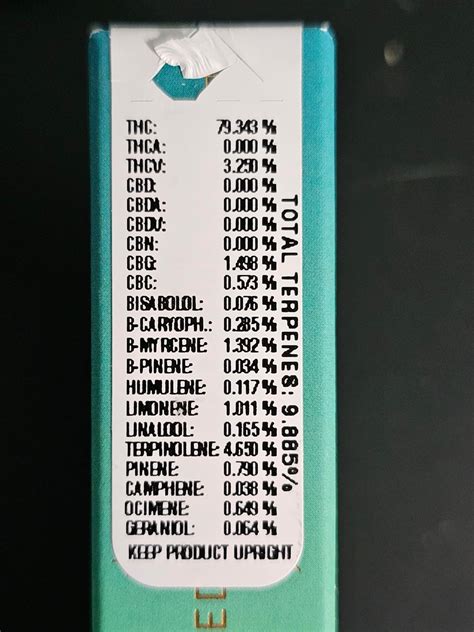 THC: 79.343 %
THCA: 0.000 %
THCV: 3.250 %
CBD: 0.000 %
CBDA: 0.000 %
CBDV: 0.000 %
CBN: 0.000 %
CBG: 1.498 %
CBC: 0.573 %
BISABOLOL: 0.076 %
B-CARYOPH.: 0.285 %
B-MYRCENE: 1.392 %
B-PINENE: 0.034 %
HUMULENE: 0.117 %
LIMONENE: 1.011 %
LINALOOL: 0.165 %
TERPINOLENE: 4.650 %
PINENE: 0.790 %
CAMPHENE: 0.038 %
OCIMENE: 0.649 %
GERANIOL: 0.064 %
KEEP PRODUCT UPRIGHT
TOTAL TERPENES: 9.885%